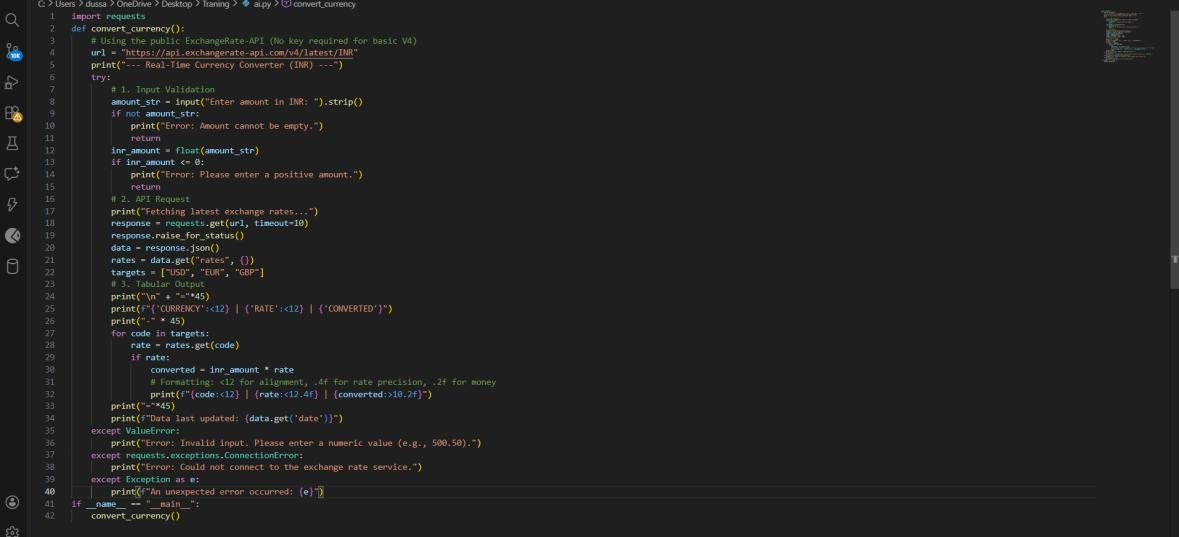 C: > Users > dussa > OneDrive > Desktop > Traning > ai.py > convert_currency
1 import requests
2 def convert_currency():
3     # Using the public ExchangeRate-API (No key required for basic V4)
4     url = "https://api.exchangerate-api.com/v4/latest/INR"
5     print("--- Real-Time Currency Converter (INR) ---")
6     try:
7         # 1. Input Validation
8         amount_str = input("Enter amount in INR: ").strip()
9         if not amount_str:
10             print("Error: Amount cannot be empty.")
11             return
12         inr_amount = float(amount_str)
13         if inr_amount <= 0:
14             print("Error: Please enter a positive amount.")
15             return
16         # 2. API Request
17         print("Fetching latest exchange rates...")
18         response = requests.get(url, timeout=10)
19         response.raise_for_status()
20         data = response.json()
21         rates = data.get("rates", {})
22         targets = ["USD", "EUR", "GBP"]
23         # 3. Tabular Output
24         print("\n" + "="*45)
25         print(f"{'CURRENCY':<12} | {'RATE':<12} | {'CONVERTED'}")
26         print("-" * 45)
27         for code in targets:
28             rate = rates.get(code)
29             if rate:
30                 converted = inr_amount * rate
31                 # Formatting: <12 for alignment, .4f for rate precision, .2f for money
32                 print(f"{code:<12} | {rate:<12.4f} | {converted:>10.2f}")
33         print("="*45)
34         print(f"Data last updated: {data.get('date')}")
35     except ValueError:
36         print("Error: Invalid input. Please enter a numeric value (e.g., 500.50).")
37     except requests.exceptions.ConnectionError:
38         print("Error: Could not connect to the exchange rate service.")
39     except Exception as e:
40         print(f"An unexpected error occurred: {e}")
41 if __name__ == "__main__":
42     convert_currency()